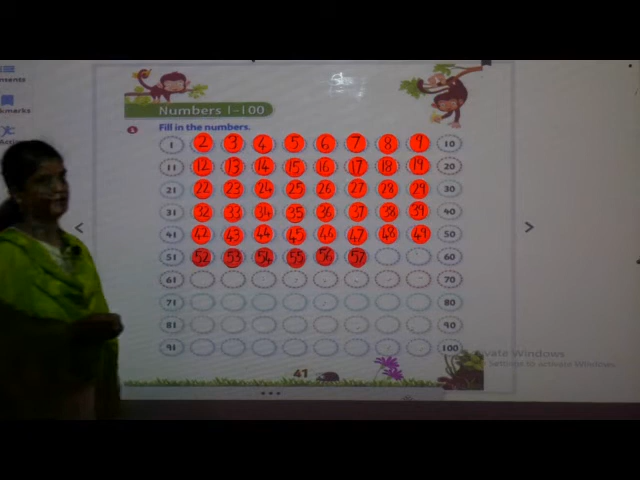 Numbers 1-100
Fill in the numbers.
1 2 3 4 5 6 7 8 9 10
11 12 13 14 15 16 17 18 19 20
21 22 23 24 25 26 27 28 29 30
31 32 33 34 35 36 37 38 39 40
41 42 43 44 45 46 47 48 49 50
51 52 53 54 55 56 57 60
61 70
71 80
81 90
91 100
41
vate Windows
Settings to activate Windows.